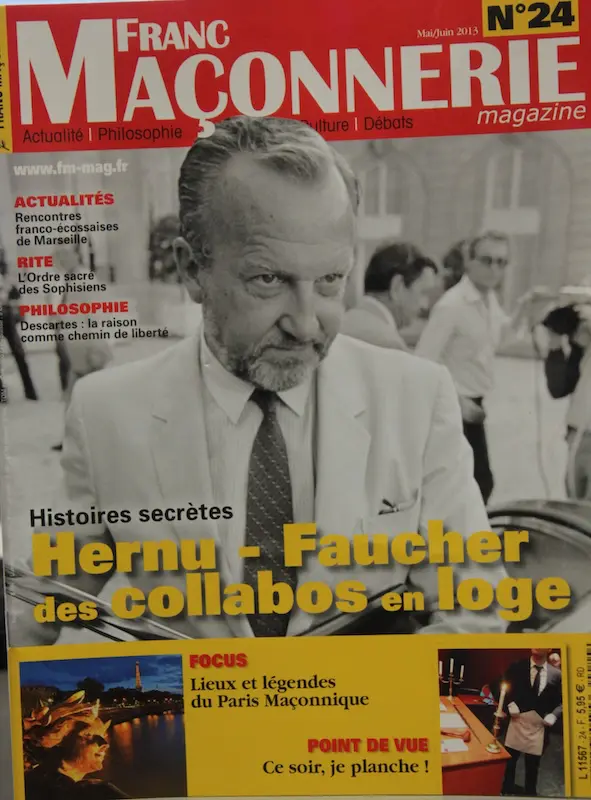 N°24
Mai/Juin 2013
FRANC
MAÇONNERIE
magazine
Actualité | Philosophie
Culture | Débats
www.fm-mag.fr
ACTUALITÉS
Rencontres
franco-écossaises
de Marseille
RITE
L'Ordre sacré
des Sophisiens
PHILOSOPHIE
Descartes : la raison
comme chemin de liberté
Histoires secrètes
Hernu - Faucher
des collabos en loge
FOCUS
Lieux et légendes
du Paris Maçonnique
POINT DE VUE
Ce soir, je planche !
L 11567 - 24 - F: 5,95 € - RD